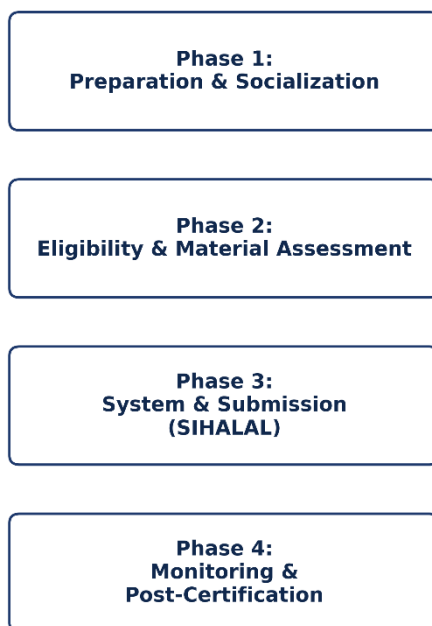 Phase 1:
Preparation & Socialization
Phase 2:
Eligibility & Material Assessment
Phase 3:
System & Submission
(SIHALAL)
Phase 4:
Monitoring &
Post-Certification